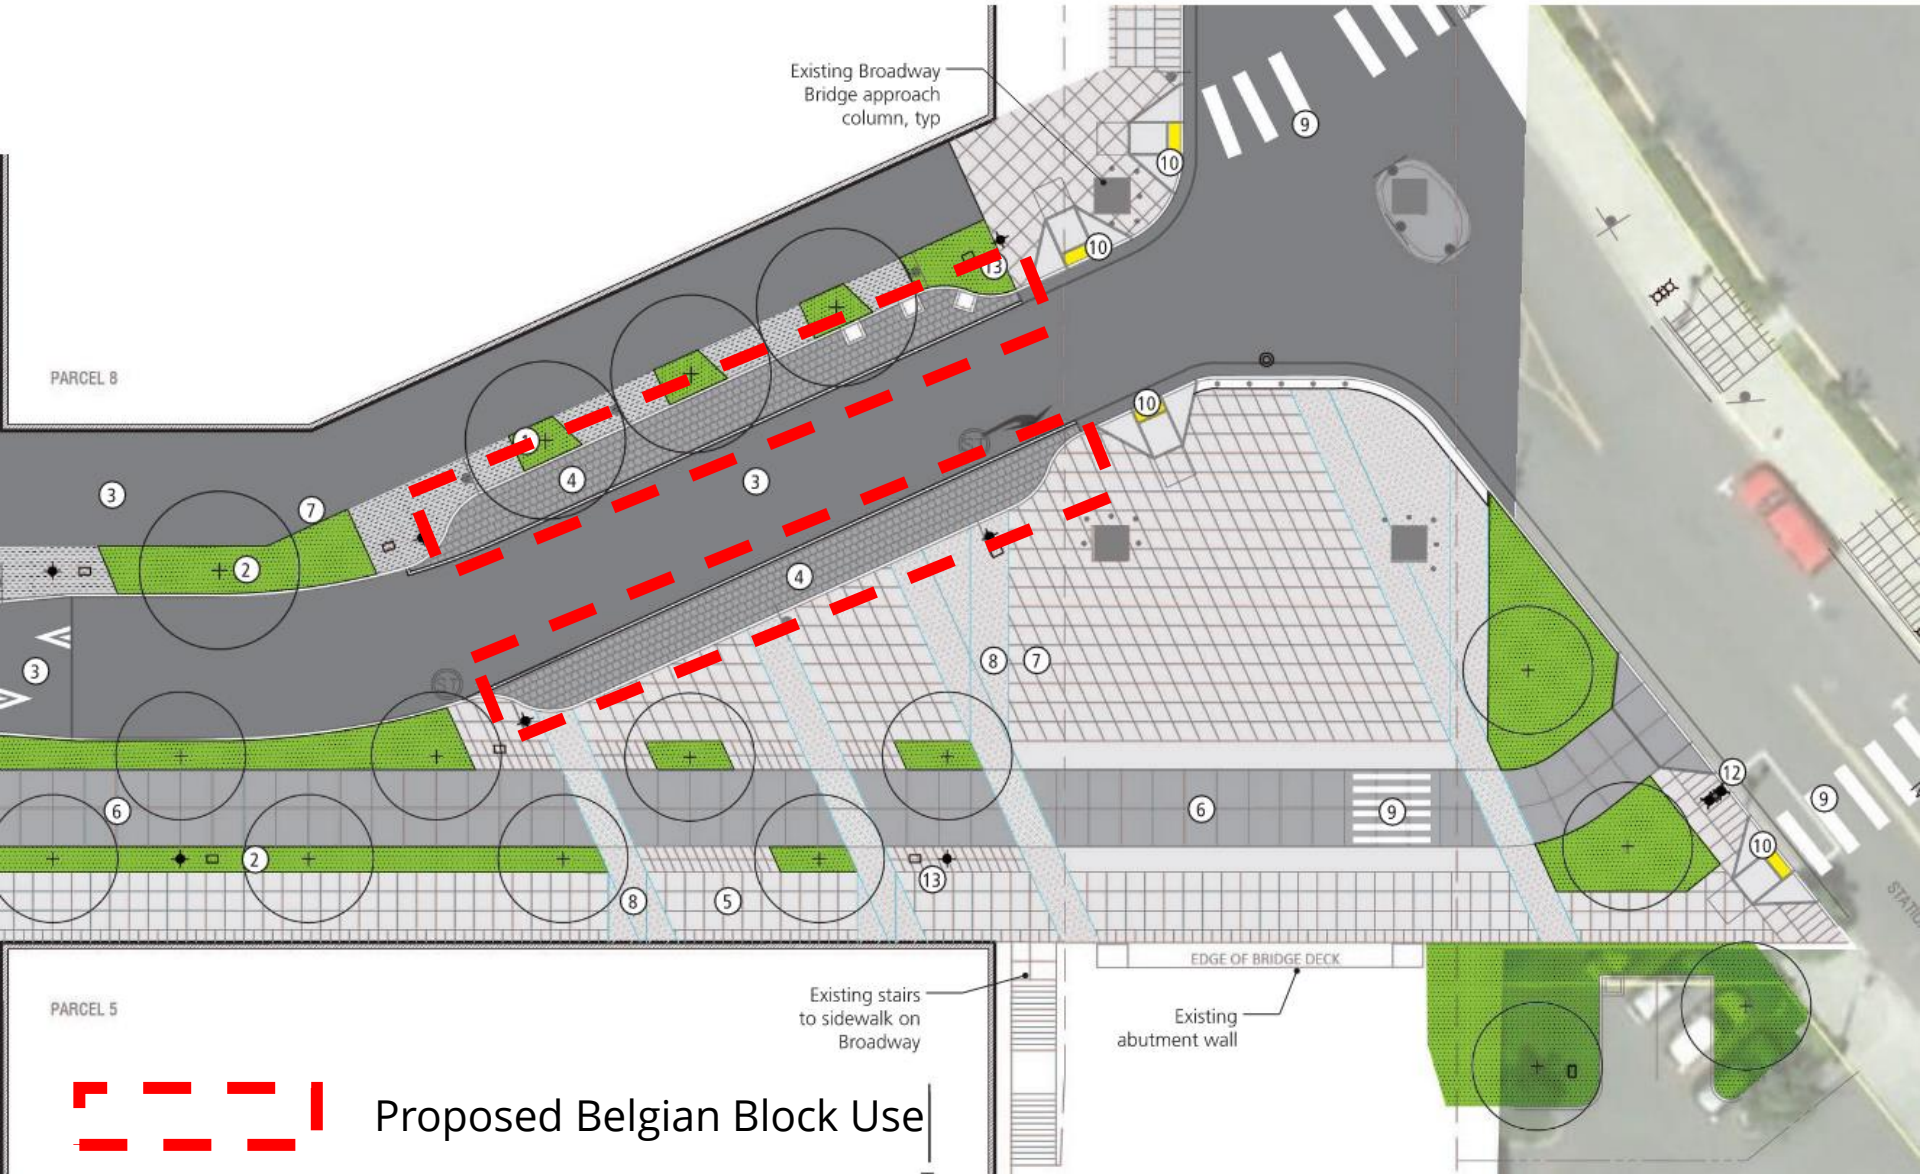 Existing Broadway
Bridge approach
column, typ
9
10
10
13
PARCEL 8
10
4
3
3
7
2
4
3
8
7
12
6
6
9
9
10
2
13
8
5
EDGE OF BRIDGE DECK
PARCEL 5
Existing stairs
to sidewalk on
Broadway
Existing
abutment wall
Proposed Belgian Block Use